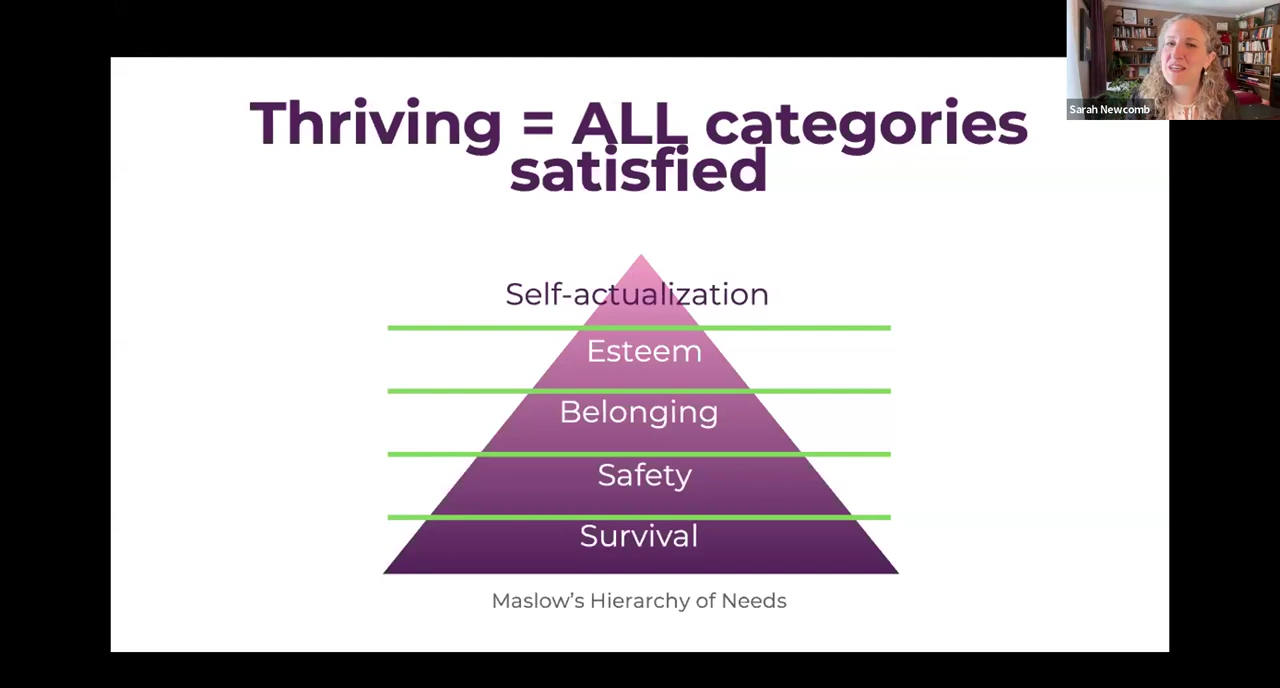 Thriving = ALL categories
satisfied
Sarah Newcomb
Self-actualization
Esteem
Belonging
Safety
Survival
Maslow's Hierarchy of Needs